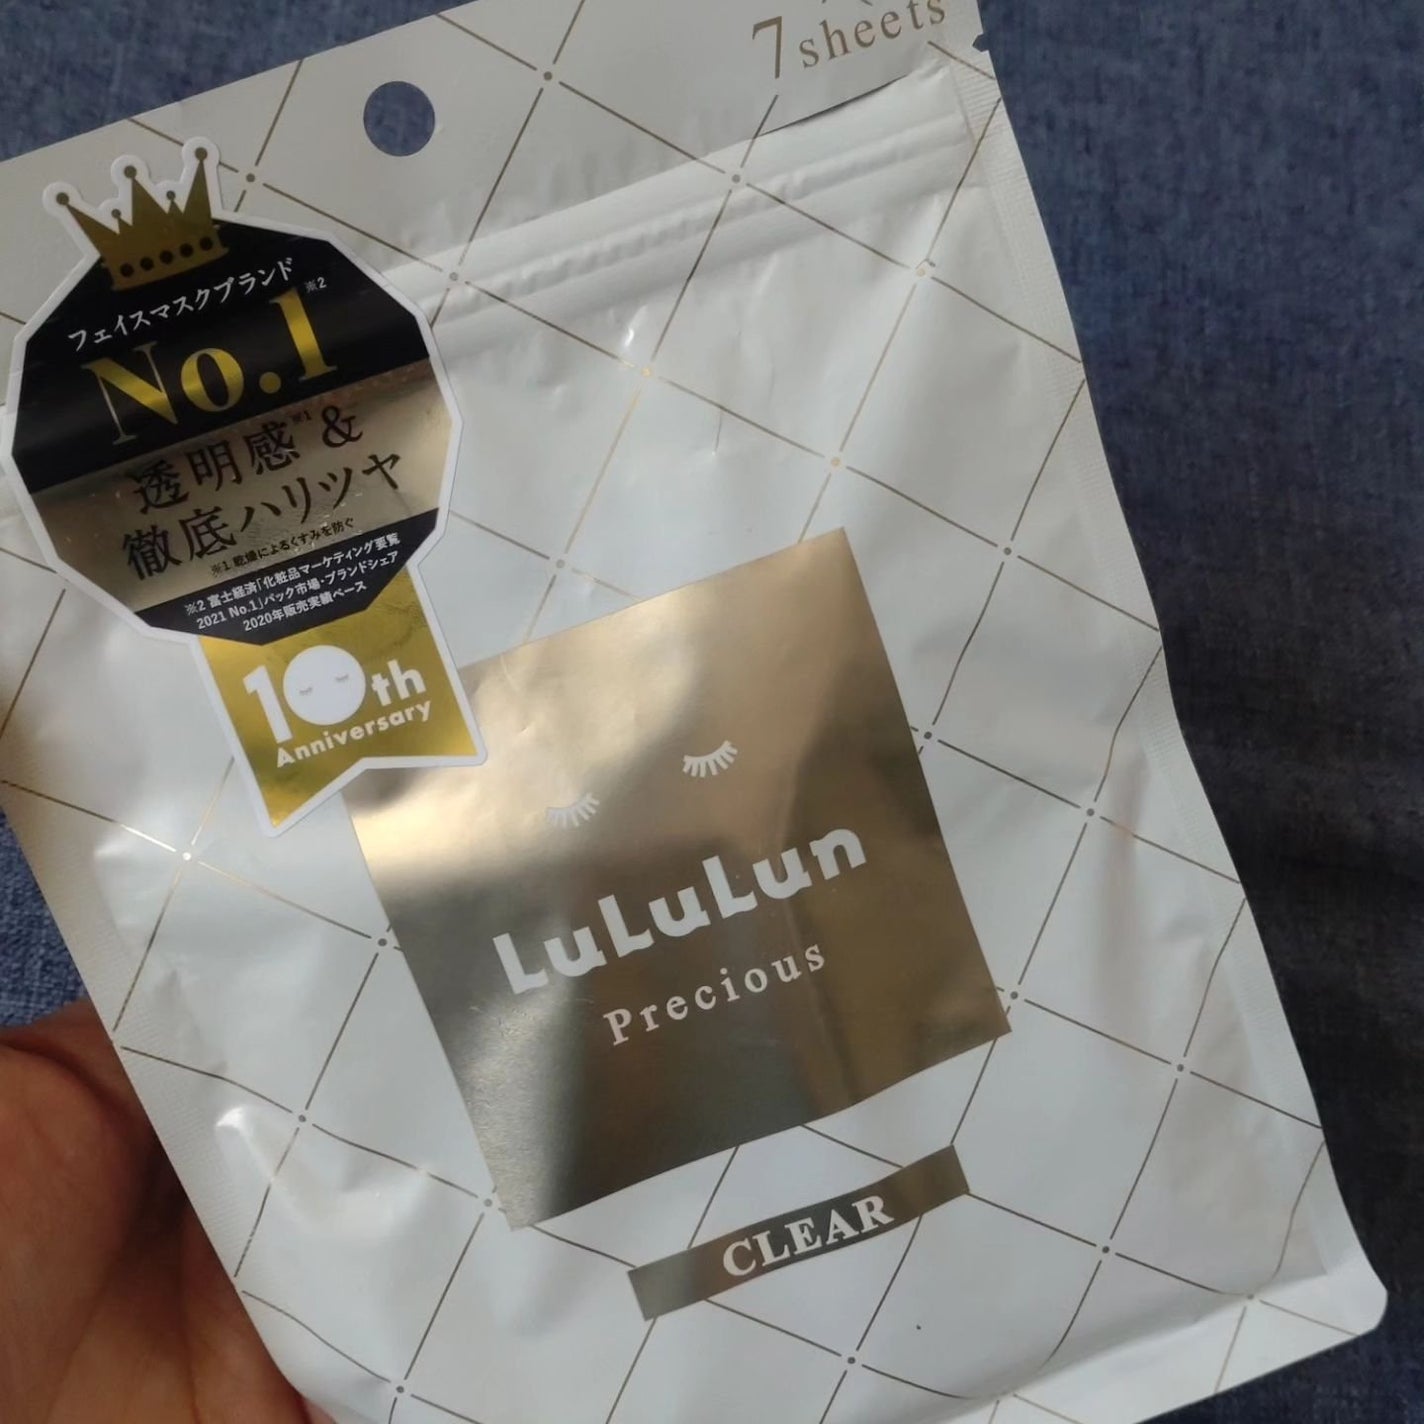 7sheets
フェイスマスクブランド
No.1※2
透明感※1 &
徹底ハリツヤ
※1 乾燥によるくすみを防ぐ
※2 富士経済「化粧品マーケティング要覧
2021 No.1」パック市場・ブランドシェア
2020年販売実績ベース
10th
Anniversary
LuLuLun
Precious
CLEAR